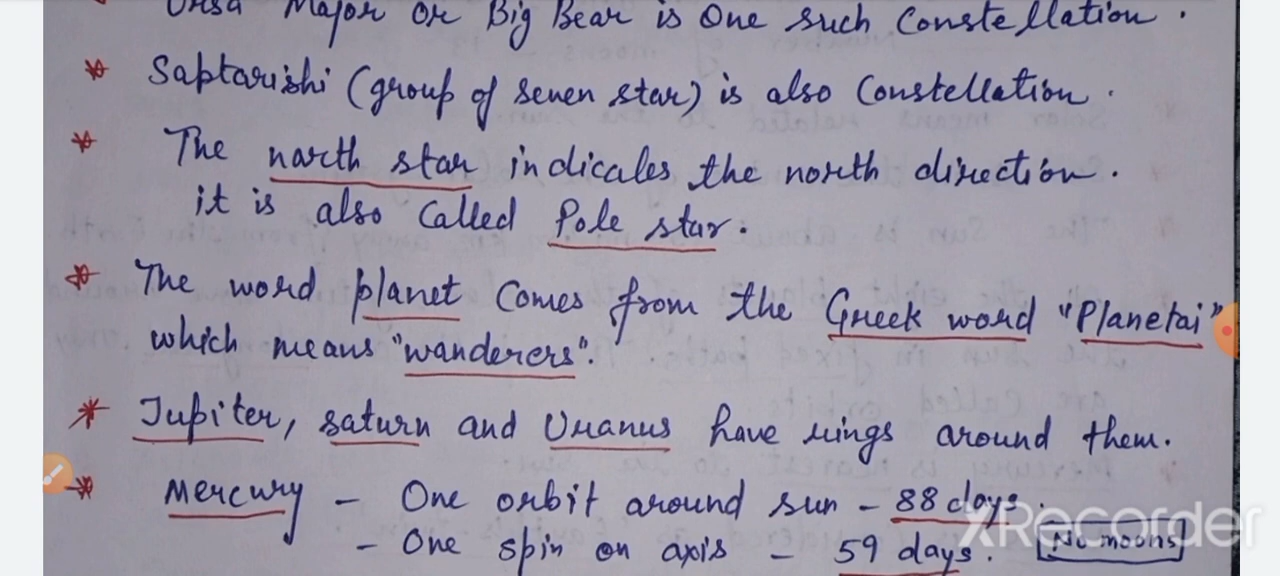 Ursa Major or Big Bear is One such Constellation.
* Saptarishi (group of seven star) is also Constellation.
* The north star indicales the north direction.
it is also Called Pole star.
* The word planet Comes from the Greek word "Planetai"
which means "wanderers".
* Jupiter, saturn and Uranus have rings around them.
* Mercury – One orbit around sun – 88 days.
– One spin on axis – 59 days. No moons
XRecorder